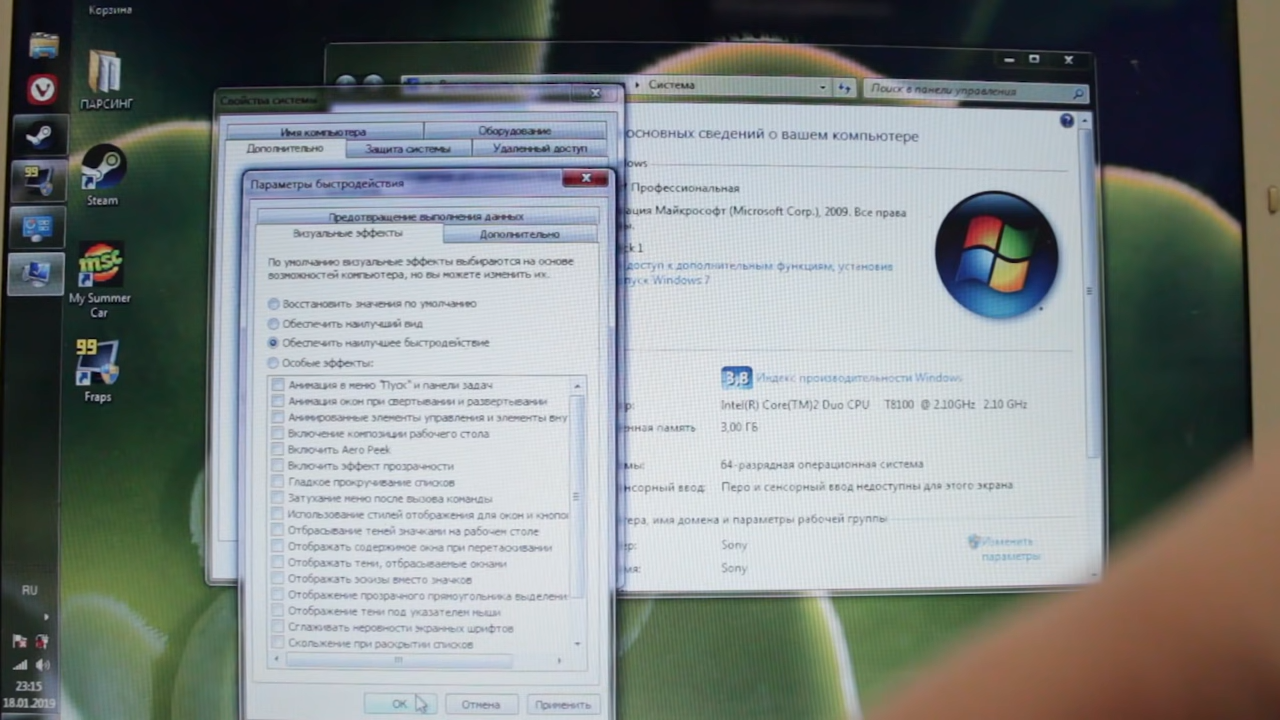 Корзина
ПАРСИНГ
Steam
My Summer
Car
99
Fraps
RU
23:15
18.01.2019
Система
Поиск в панели управления
основных сведений о вашем компьютере
Профессиональная
Майкрософт (Microsoft Corp.), 2009. Все права
доступ к дополнительным функциям, установив
Windows 7
3,8 Индекс производительности Windows
Intel(R) Core(TM)2 Duo CPU T8100 @ 2.10GHz 2.10 GHz
память 3,00 ГБ
64-разрядная операционная система
ввод: Перо и сенсорный ввод недоступны для этого экрана
имя домена и параметры рабочей группы
Sony
Изменить
параметры
Sony
Свойства системы
Имя компьютера
Оборудование
Дополнительно
Защита системы
Удаленный доступ
Параметры быстродействия
Предотвращение выполнения данных
Визуальные эффекты
Дополнительно
По умолчанию визуальные эффекты выбираются на основе
возможностей компьютера, но вы можете изменить их.
Восстановить значения по умолчанию
Обеспечить наилучший вид
Обеспечить наилучшее быстродействие
Особые эффекты:
Анимация в меню "Пуск" и панели задач
Анимация окон при свертывании и развертывании
Анимированные элементы управления и элементы вну
Включение композиции рабочего стола
Включить Aero Peek
Включить эффект прозрачности
Гладкое прокручивание списков
Затухание меню после вызова команды
Использование стилей отображения для окон и кнопо
Отбрасывание теней значками на рабочем столе
Отображать содержимое окна при перетаскивании
Отображать тени, отбрасываемые окнами
Отображать эскизы вместо значков
Отображение прозрачного прямоугольника выделени
Отображение тени под указателем мыши
Сглаживать неровности экранных шрифтов
Скольжение при раскрытии списков
ОК
Отмена
Применить